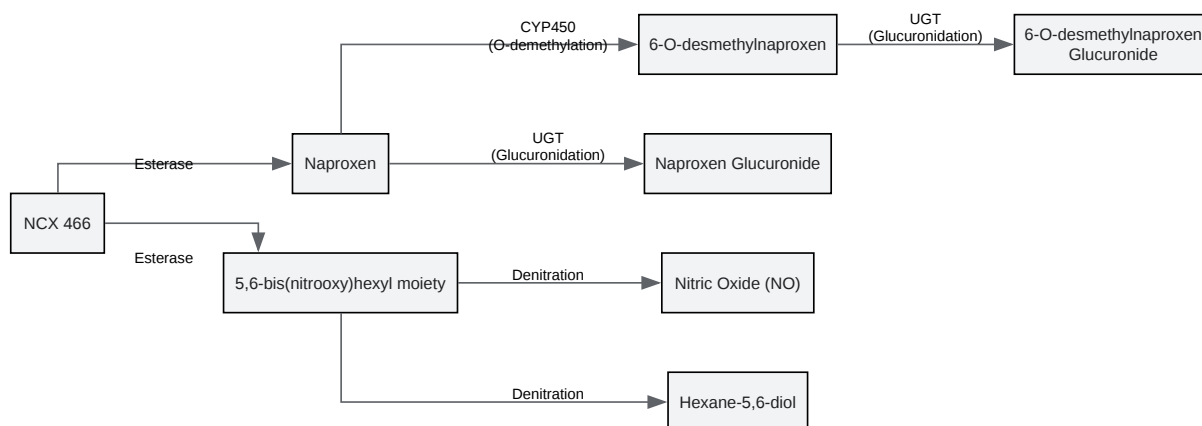 CYP450
(O-demethylation)
6-O-desmethylnaproxen
UGT
(Glucuronidation)
6-O-desmethylnaproxen
Glucuronide
Esterase
Naproxen
UGT
(Glucuronidation)
Naproxen Glucuronide
NCX 466
Esterase
5,6-bis(nitrooxy)hexyl moiety
Denitration
Nitric Oxide (NO)
Denitration
Hexane-5,6-diol